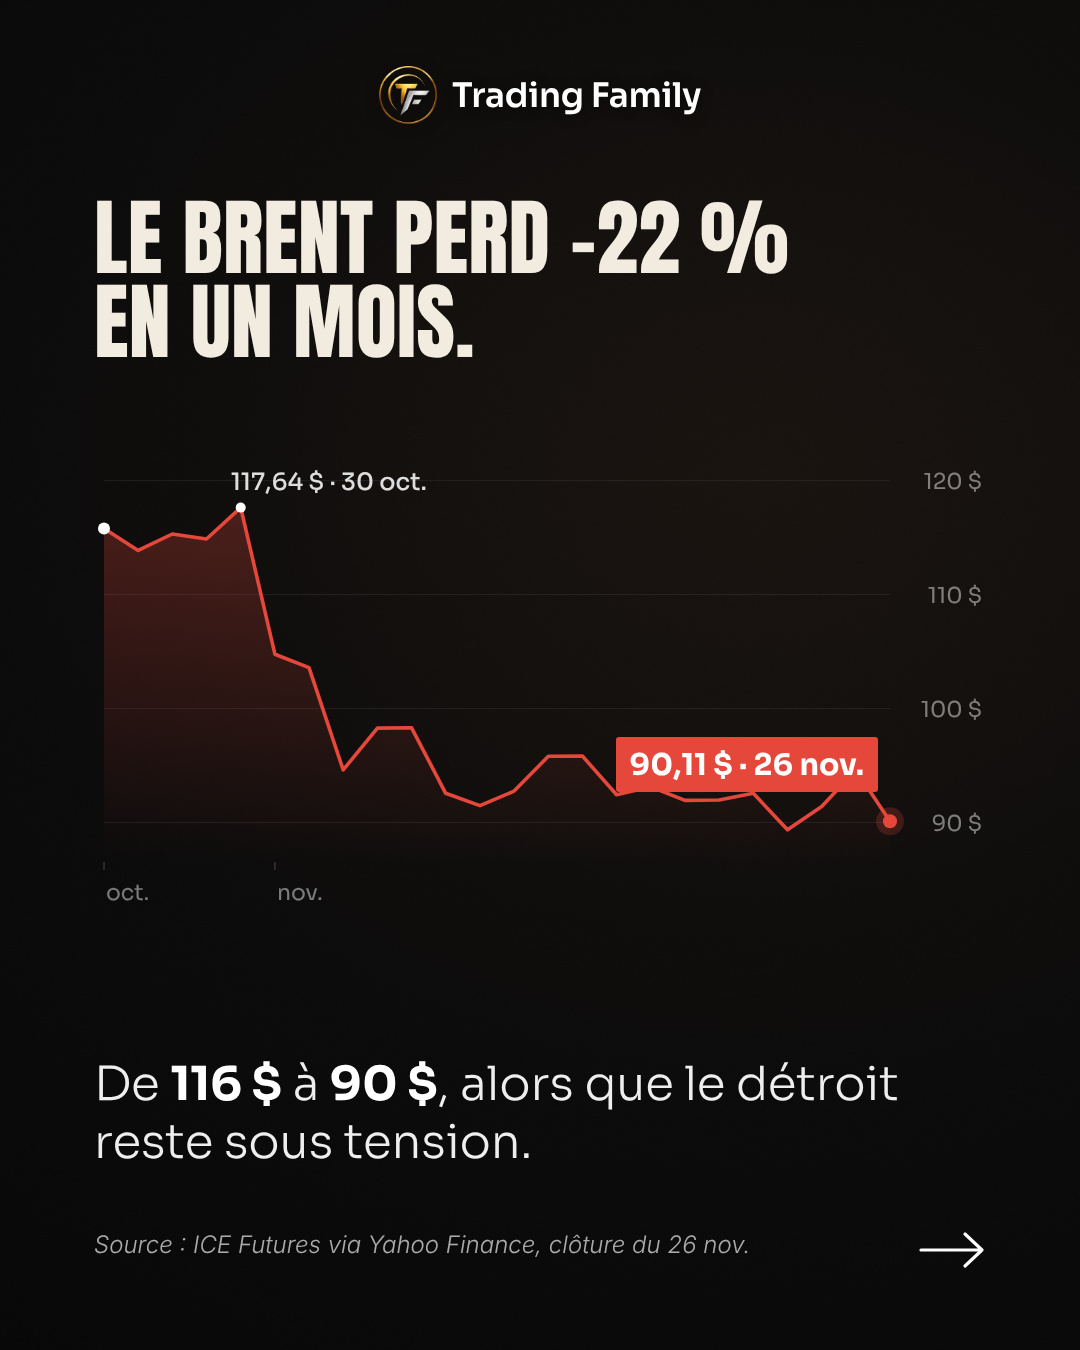 TF Trading Family
LE BRENT PERD -22 %
EN UN MOIS.
117,64 $ · 30 oct.
120 $
110 $
100 $
90,11 $ · 26 nov.
90 $
oct.
nov.
De 116 $ à 90 $, alors que le détroit
reste sous tension.
Source : ICE Futures via Yahoo Finance, clôture du 26 nov.